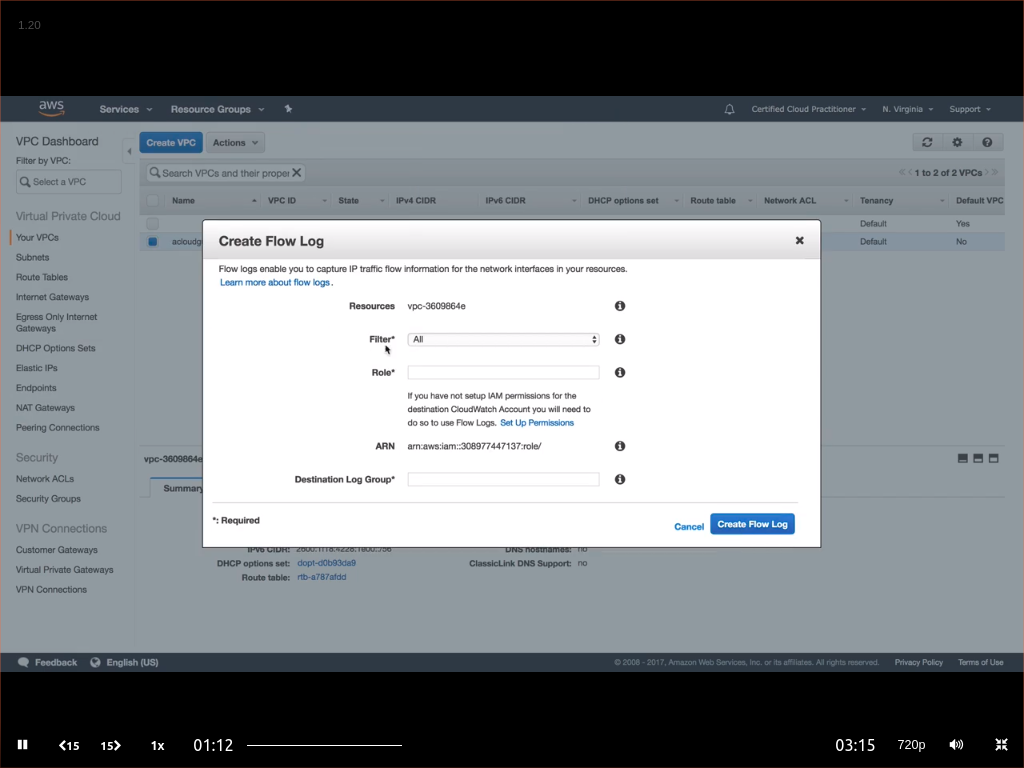 1.20
aws
Services
Resource Groups
Certified Cloud Practitioner
N. Virginia
Support
VPC Dashboard
Filter by VPC:
Select a VPC
Create VPC
Actions
Search VPCs and their proper
1 to 2 of 2 VPCs
Name
VPC ID
State
IPv4 CIDR
IPv6 CIDR
DHCP options set
Route table
Network ACL
Tenancy
Default VPC
Default
Yes
acloudg
Default
No
Virtual Private Cloud
Your VPCs
Subnets
Route Tables
Internet Gateways
Egress Only Internet
Gateways
DHCP Options Sets
Elastic IPs
Endpoints
NAT Gateways
Peering Connections
Security
Network ACLs
Security Groups
VPN Connections
Customer Gateways
Virtual Private Gateways
VPN Connections
Create Flow Log
Flow logs enable you to capture IP traffic flow information for the network interfaces in your resources.
Learn more about flow logs.
Resources vpc-3609864e
Filter* All
Role*
If you have not setup IAM permissions for the
destination CloudWatch Account you will need to
do so to use Flow Logs. Set Up Permissions
ARN arn:aws:iam::308977447137:role/
Destination Log Group*
*: Required
Cancel
Create Flow Log
vpc-3609864e
Summary
IPv6 CIDR:
DNS hostnames: no
DHCP options set: dopt-d0b93da9
ClassicLink DNS Support: no
Route table: rtb-a787afdd
Feedback
English (US)
© 2008 - 2017, Amazon Web Services, Inc. or its affiliates. All rights reserved.
Privacy Policy
Terms of Use
15
15
1x
01:12
03:15
720p